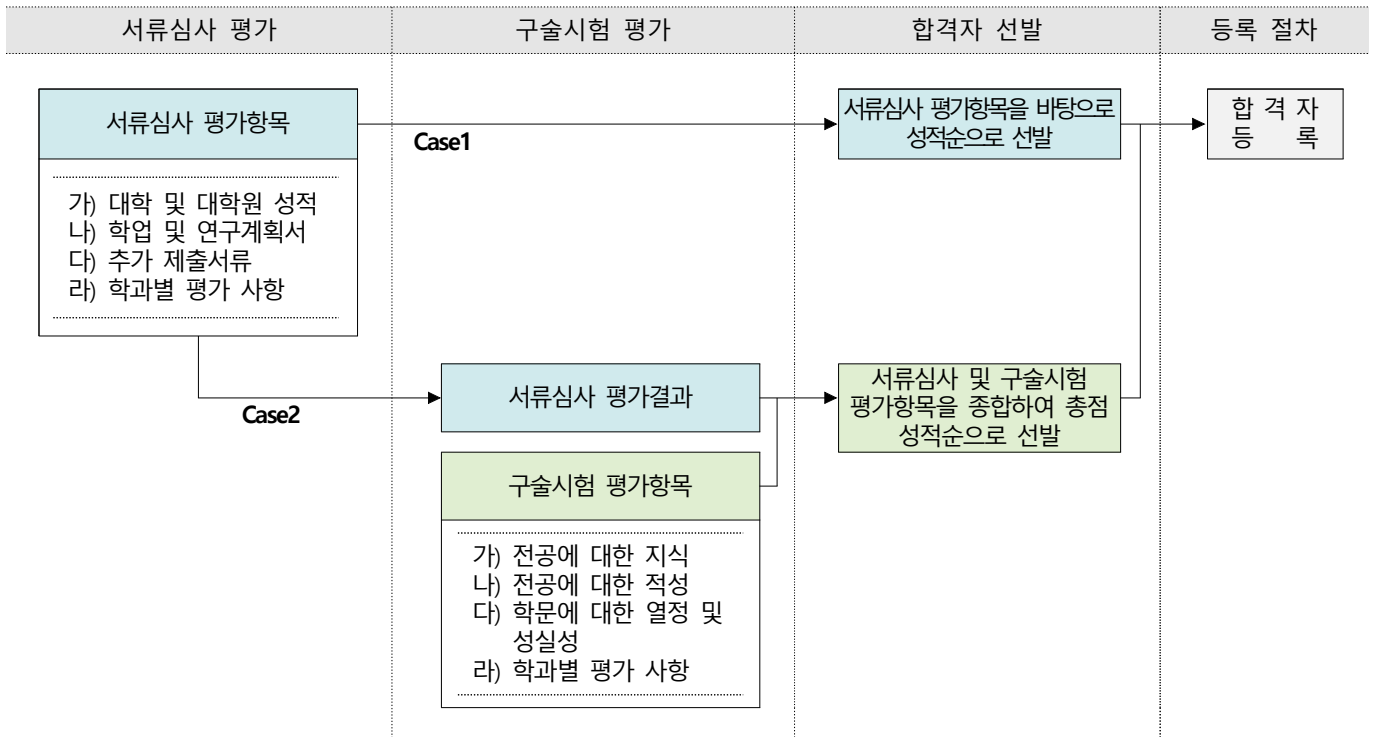 서류심사 평가
구술시험 평가
합격자 선발
등록 절차
서류심사 평가항목
가) 대학 및 대학원 성적
나) 학업 및 연구계획서
다) 추가 제출서류
라) 학과별 평가 사항
Case1
서류심사 평가항목을 바탕으로
성적순으로 선발
합 격 자
등 록
Case2
서류심사 평가결과
구술시험 평가항목
가) 전공에 대한 지식
나) 전공에 대한 적성
다) 학문에 대한 열정 및
성실성
라) 학과별 평가 사항
서류심사 및 구술시험
평가항목을 종합하여 총점
성적순으로 선발